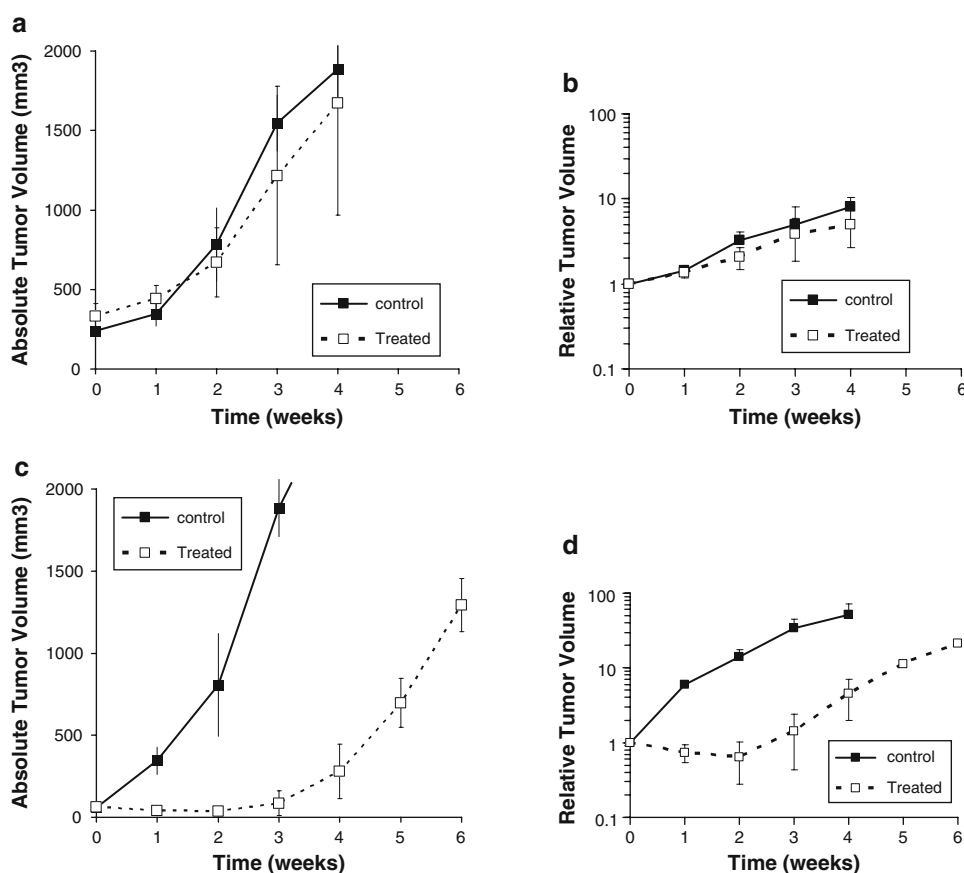 a
Absolute Tumor Volume (mm3)
2000
1500
1000
500
0
0 1 2 3 4 5 6
Time (weeks)
control
Treated
b
Relative Tumor Volume
100
10
1
0.1
0 1 2 3 4 5 6
Time (weeks)
control
Treated
c
Absolute Tumor Volume (mm3)
2000
1500
1000
500
0
0 1 2 3 4 5 6
Time (weeks)
control
Treated
d
Relative Tumor Volume
100
10
1
0.1
0 1 2 3 4 5 6
Time (weeks)
control
Treated